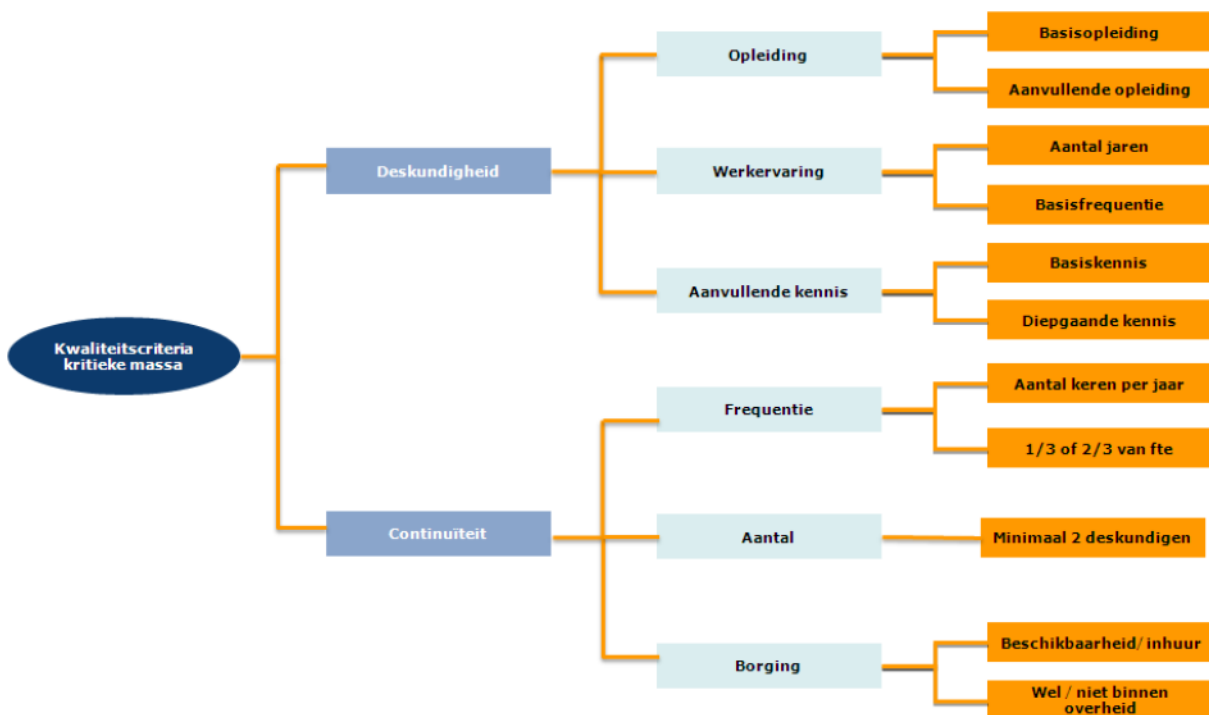 Kwaliteitscriteria
kritieke massa
Deskundigheid
Opleiding
Basisopleiding
Aanvullende opleiding
Werkervaring
Aantal jaren
Basisfrequentie
Aanvullende kennis
Basiskennis
Diepgaande kennis
Continuïteit
Frequentie
Aantal keren per jaar
1/3 of 2/3 van fte
Aantal
Minimaal 2 deskundigen
Borging
Beschikbaarheid/ inhuur
Wel / niet binnen
overheid